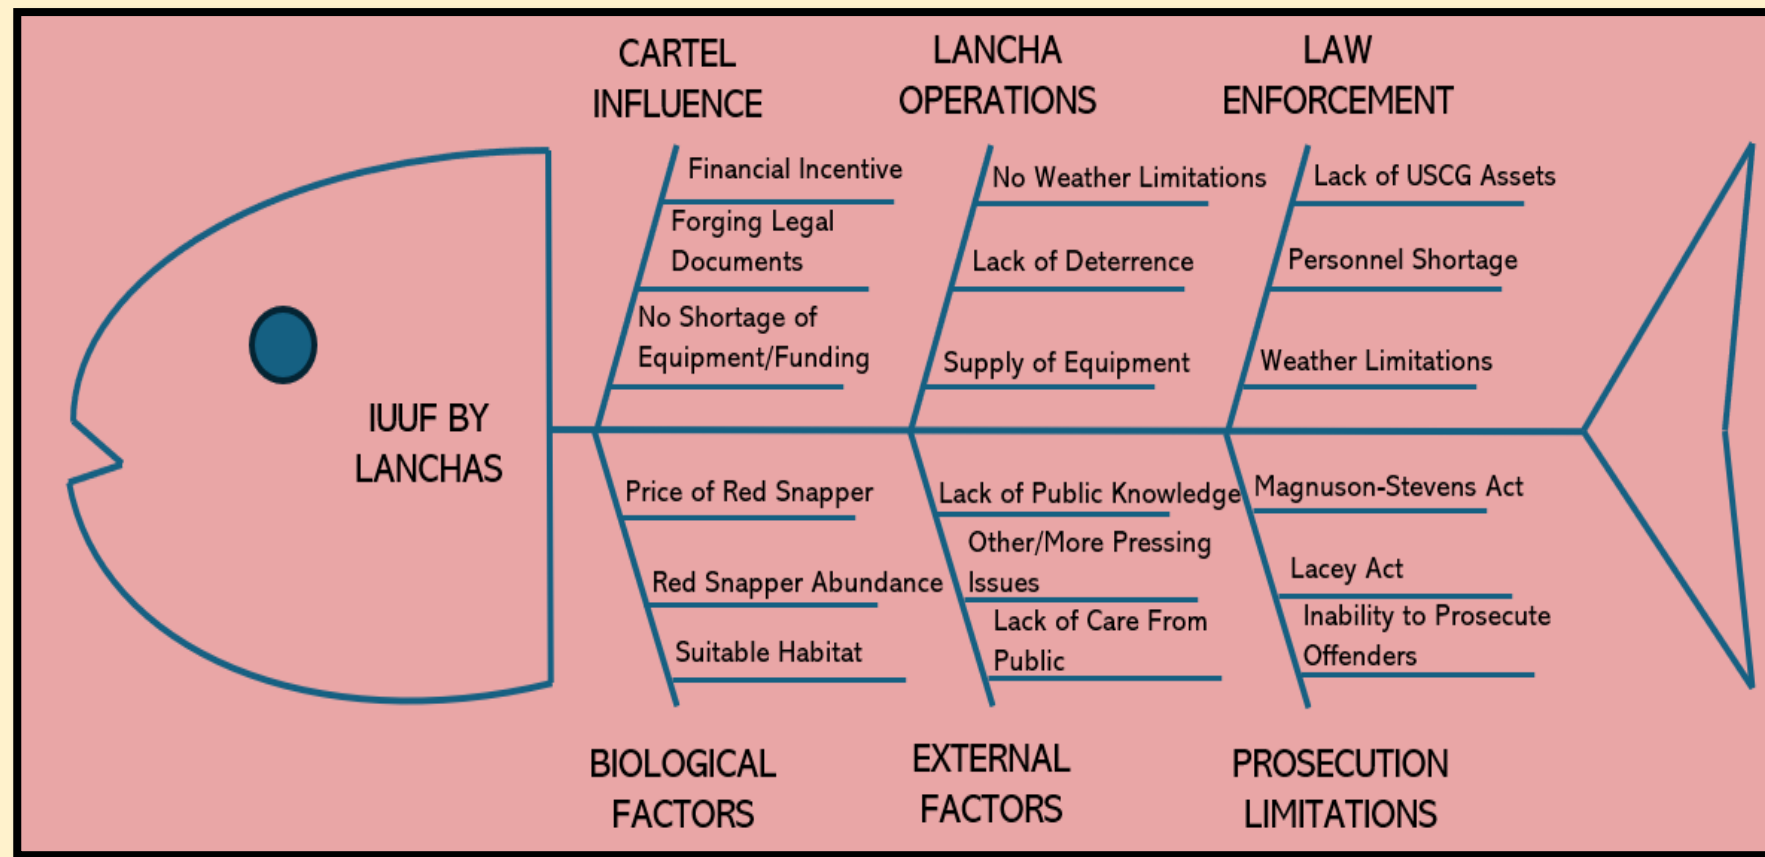 CARTEL
INFLUENCE
Financial Incentive
Forging Legal
Documents
No Shortage of
Equipment/Funding
LANCHA
OPERATIONS
No Weather Limitations
Lack of Deterrence
Supply of Equipment
LAW
ENFORCEMENT
Lack of USCG Assets
Personnel Shortage
Weather Limitations
IUUF BY
LANCHAS
Price of Red Snapper
Red Snapper Abundance
Suitable Habitat
BIOLOGICAL
FACTORS
Lack of Public Knowledge
Other/More Pressing
Issues
Lack of Care From
Public
EXTERNAL
FACTORS
Magnuson-Stevens Act
Lacey Act
Inability to Prosecute
Offenders
PROSECUTION
LIMITATIONS